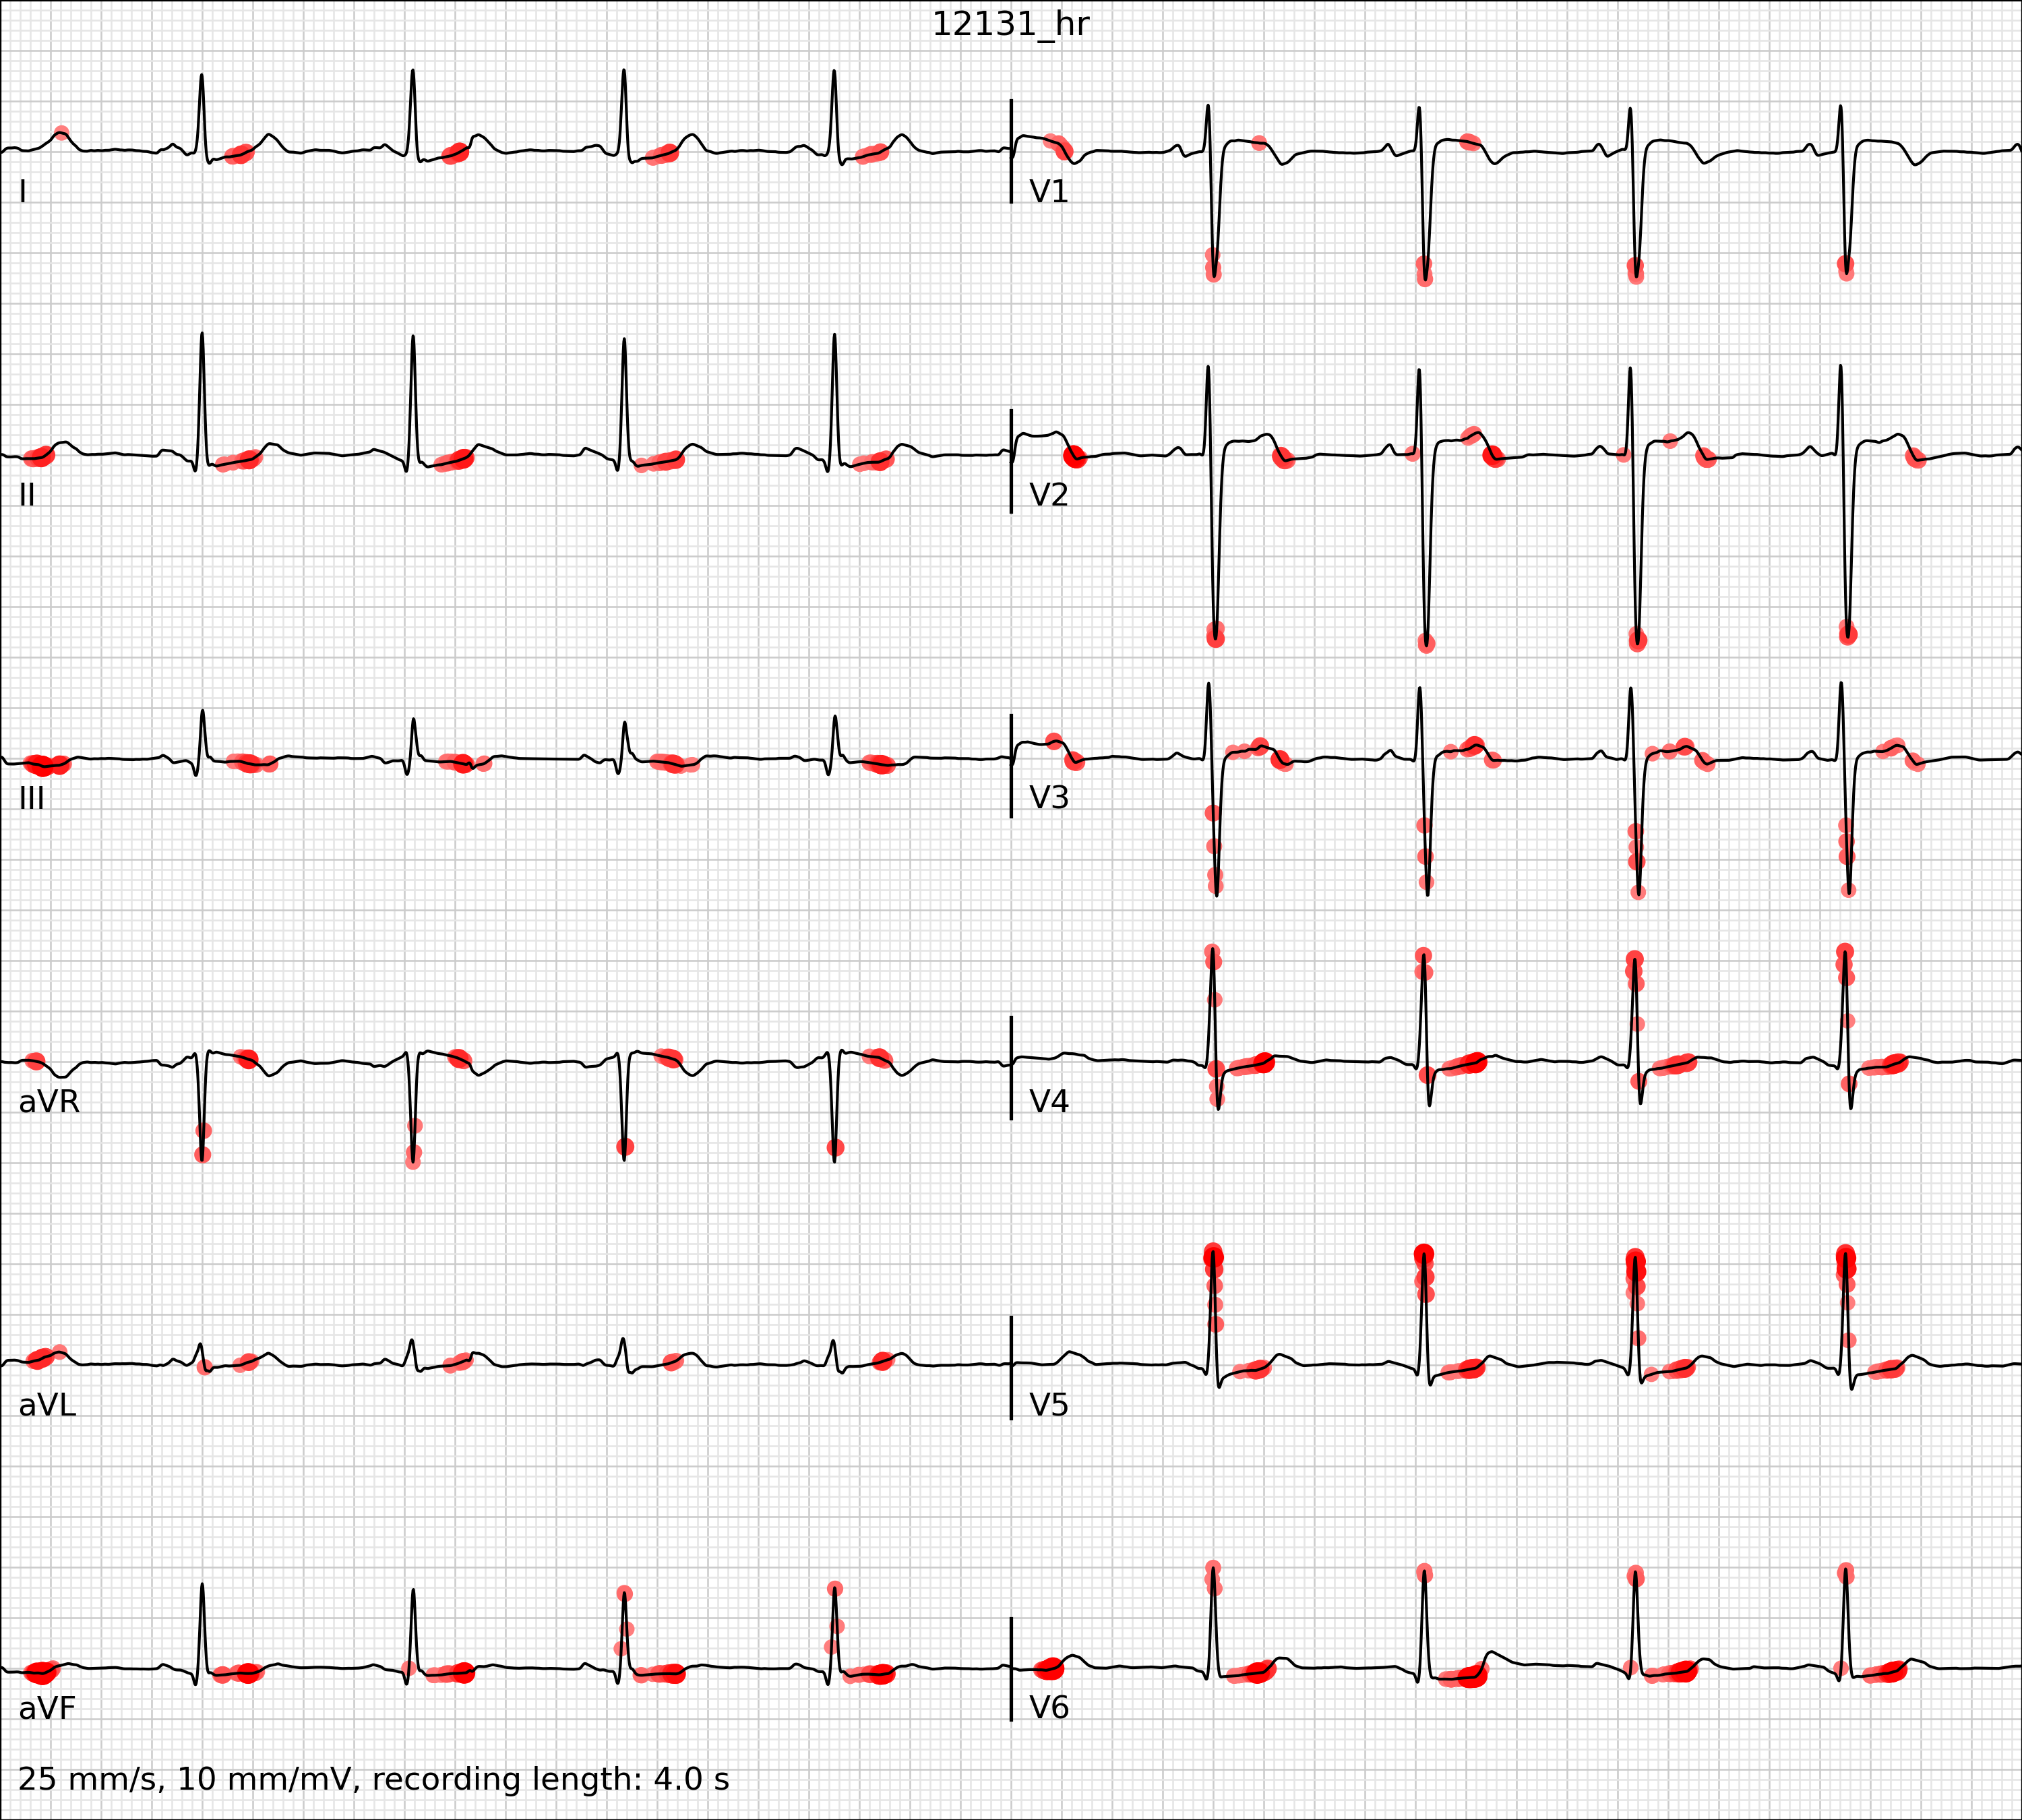 12131_hr
I
V1
II
V2
III
V3
aVR
V4
aVL
V5
aVF
V6
25 mm/s, 10 mm/mV, recording length: 4.0 s